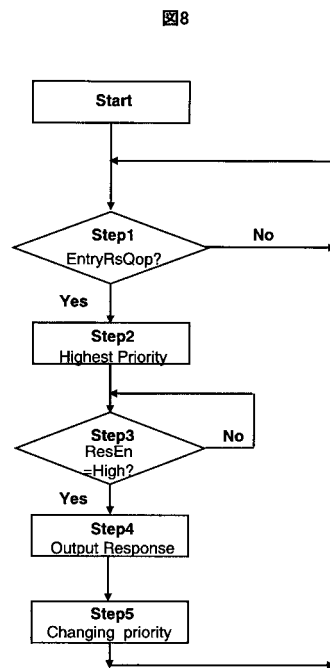 図8
Start
Step1
EntryRsQop?
No
Yes
Step2
Highest Priority
Step3
ResEn
=High?
No
Yes
Step4
Output Response
Step5
Changing priority